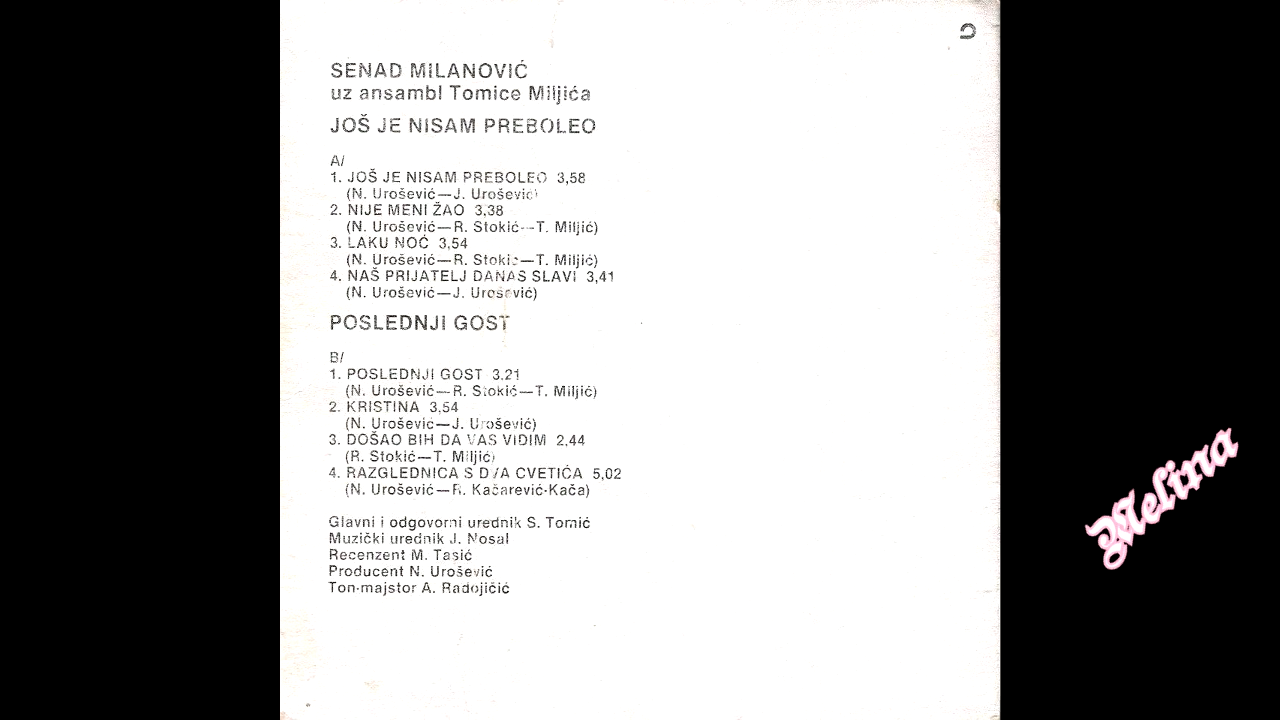 SENAD MILANOVIĆ
uz ansambl Tomice Miljića
JOŠ JE NISAM PREBOLEO
A/
1. JOŠ JE NISAM PREBOLEO 3,58
(N. Urošević—J. Urošević)
2. NIJE MENI ŽAO 3,38
(N. Urošević—R. Stokić--T. Miljić)
3. LAKU NOĆ 3,54
(N. Urošević—R. Stokić—T. Miljić)
4. NAŠ PRIJATELJ DANAS SLAVI 3,41
(N. Urošević—J. Urošević)
POSLEDNJI GOST
B/
1. POSLEDNJI GOST 3.21
(N. Urošević—R. Stokić—T. Miljić)
2. KRISTINA 3,54
(N. Urošević—J. Urošević)
3. DOŠAO BIH DA VAS VIDIM 2,44
(R. Stokić—T. Miljić)
4. RAZGLEDNICA S DVA CVETIĆA 5,02
(N. Urošević—R. Kačarević-Kača)
Glavni i odgovorni urednik S. Tomić
Muzički urednik J. Nosal
Recenzent M. Tasić
Producent N. Urošević
Ton-majstor A. Radojičić
Melina